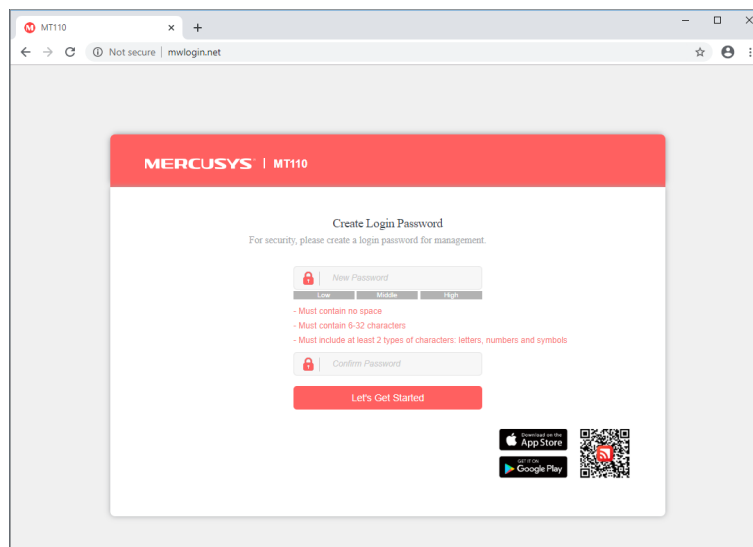 MT110
Not secure | mwlogin.net
MERCUSYS | MT110
Create Login Password
For security, please create a login password for management.
New Password
Low Middle High
- Must contain no space
- Must contain 6-32 characters
- Must include at least 2 types of characters: letters, numbers and symbols
Confirm Password
Let's Get Started
Download on the
App Store
GET IT ON
Google Play